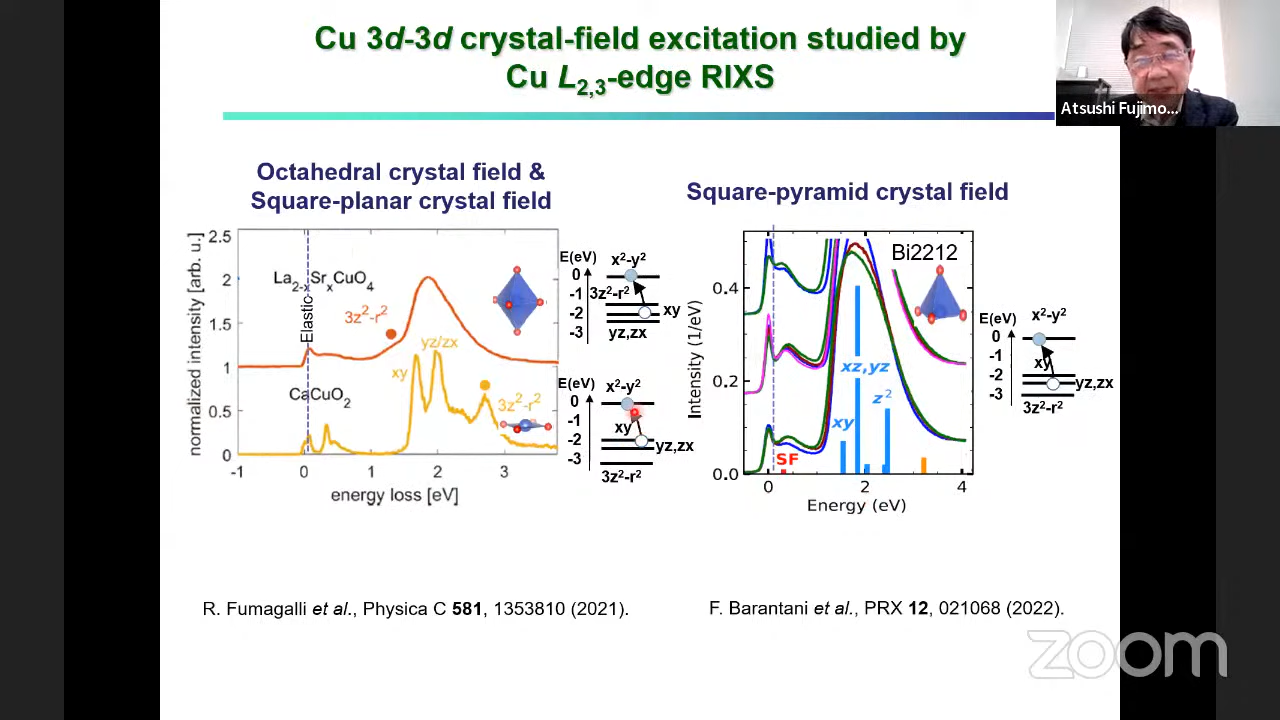 Cu 3d-3d crystal-field excitation studied by
Cu L2,3-edge RIXS
Atsushi Fujimo...
Octahedral crystal field &
Square-planar crystal field
Square-pyramid crystal field
normalized intensity [arb. u.]
2.5
2
1.5
1
0.5
0
-1
0
1
2
3
energy loss [eV]
La2-xSrxCuO4
Elastic
3z²-r²
yz/zx
xy
CaCuO2
3z²-r²
E(eV)
x²-y²
0
-1
3z²-r²
-2
xy
-3
yz,zx
E(eV)
x²-y²
0
-1
xy
-2
yz,zx
-3
3z²-r²
Intensity (1/eV)
0.4
0.2
0.0
0
2
4
Energy (eV)
Bi2212
xz,yz
z²
xy
SF
E(eV)
x²-y²
0
-1
xy
-2
yz,zx
-3
3z²-r²
R. Fumagalli et al., Physica C 581, 1353810 (2021).
F. Barantani et al., PRX 12, 021068 (2022).
zoom